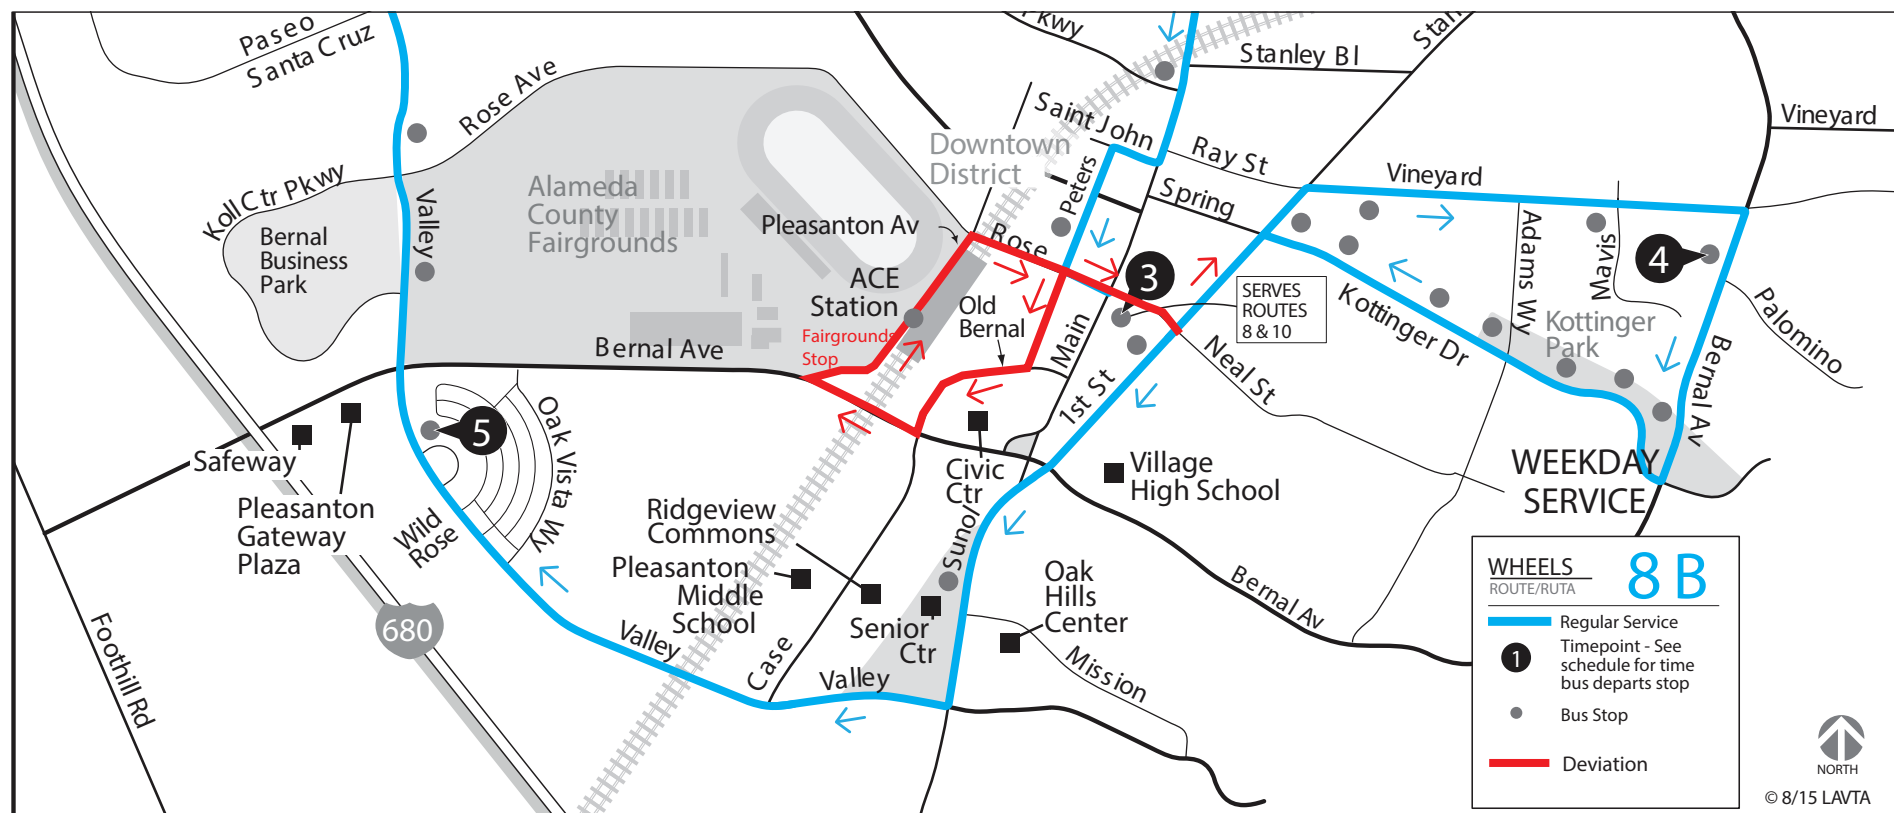 Paseo
Santa Cruz
Rose Ave
Koll Ctr Pkwy
Valley
Bernal
Business
Park
Alameda
County
Fairgrounds
Pkwy
Stanley Bl
Stan
Vineyard
Saint John
Ray St
Downtown
District
Peters
Spring
Vineyard
Pleasanton Av
Rose
ACE
Station
Fairgrounds
Stop
Old
Bernal
Main
3
SERVES
ROUTES
8 & 10
Adams Wy
Mavis
4
Kottinger Dr
Kottinger
Park
Palomino
Bernal Av
Bernal Ave
Neal St
1st St
5
Oak Vista Wy
Wild
Rose
Safeway
Pleasanton
Gateway
Plaza
Civic
Ctr
Village
High School
WEEKDAY
SERVICE
Ridgeview
Commons
Sunol
Pleasanton
Middle
School
Senior
Ctr
Oak
Hills
Center
Bernal Av
Case
Valley
Valley
Mission
680
Foothill Rd
WHEELS
ROUTE/RUTA
8 B
Regular Service
1
Timepoint - See
schedule for time
bus departs stop
Bus Stop
Deviation
NORTH
© 8/15 LAVTA